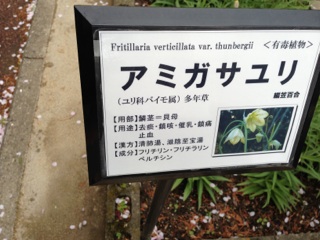 Fritillaria verticillata var. thunbergii <有毒植物>
アミガサユリ
(ユリ科バイモ属) 多年草
編笠百合
【用部】鱗茎=貝母
【用途】去痰・鎮咳・催乳・鎮痛
止血
【漢方】清肺湯、滋陰至宝湯
【成分】フリチリン・フリチラリン
ベルチシン